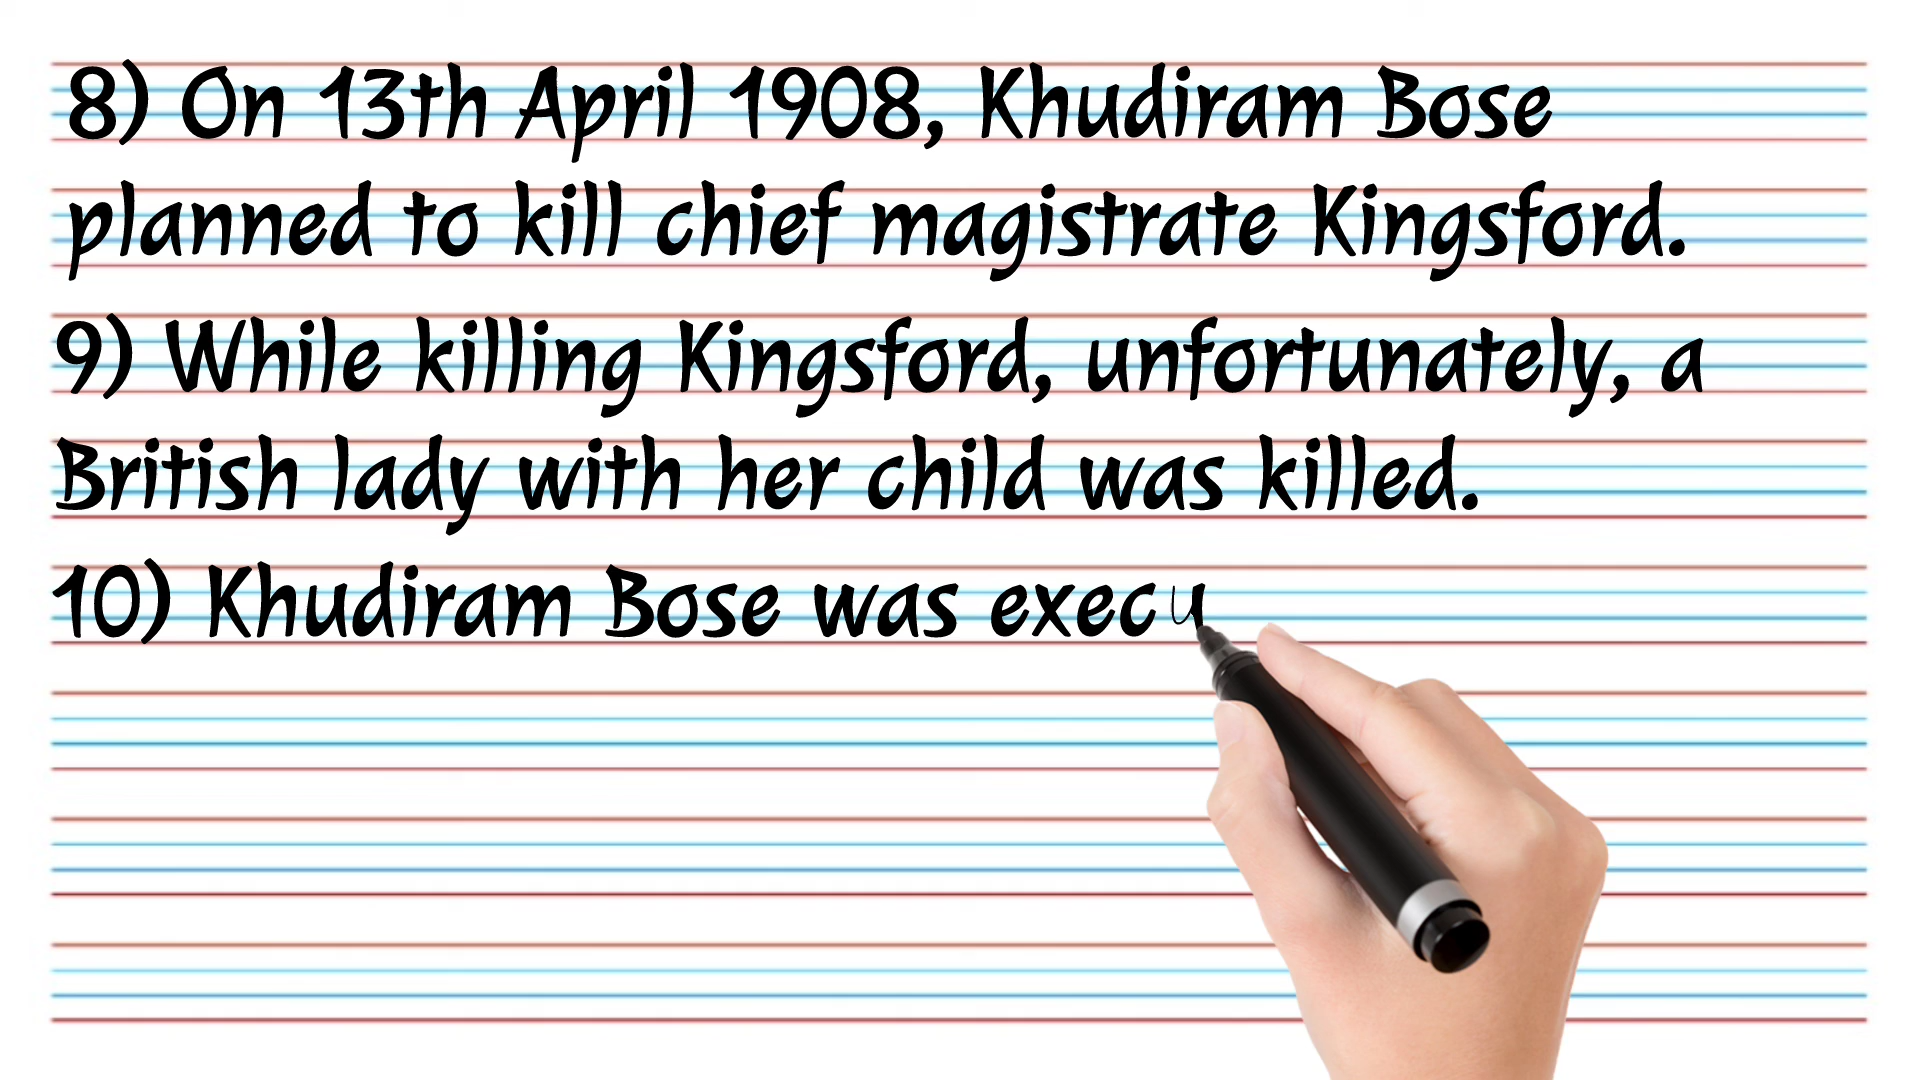 8) On 13th April 1908, Khudiram Bose
planned to kill chief magistrate Kingsford.
9) While killing Kingsford, unfortunately, a
British lady with her child was killed.
10) Khudiram Bose was execu